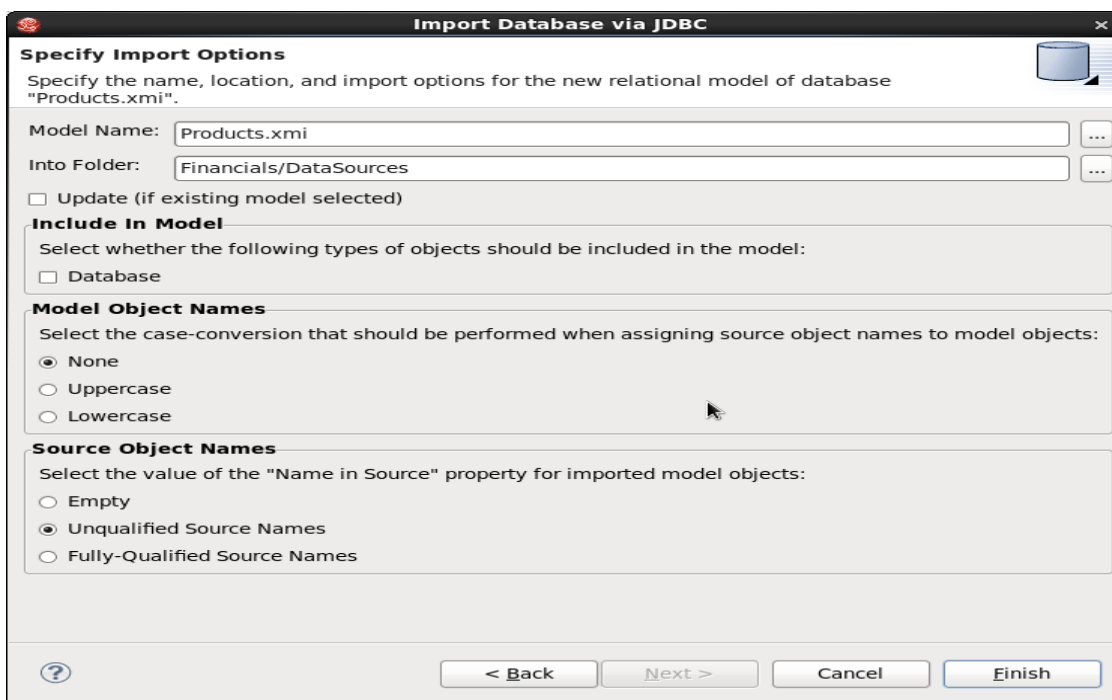 Import Database via JDBC
Specify Import Options
Specify the name, location, and import options for the new relational model of database
"Products.xmi".
Model Name: Products.xmi ...
Into Folder: Financials/DataSources ...
Update (if existing model selected)
Include In Model
Select whether the following types of objects should be included in the model:
Database
Model Object Names
Select the case-conversion that should be performed when assigning source object names to model objects:
None
Uppercase
Lowercase
Source Object Names
Select the value of the "Name in Source" property for imported model objects:
Empty
Unqualified Source Names
Fully-Qualified Source Names
? < Back Next > Cancel Finish